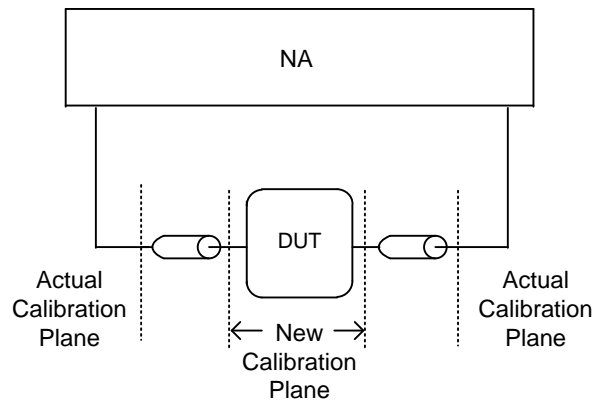 NA
DUT
Actual
Calibration
Plane
New
Calibration
Plane
Actual
Calibration
Plane